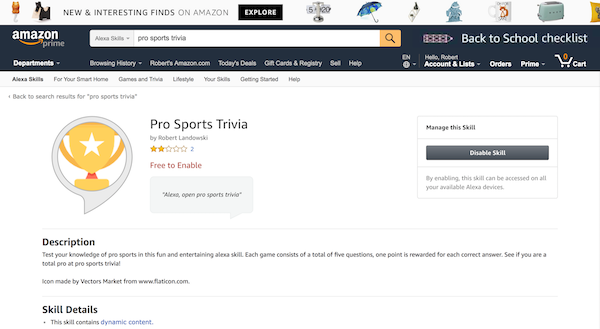 NEW & INTERESTING FINDS ON AMAZON EXPLORE
amazon prime
Alexa Skills pro sports trivia
Back to School checklist
Departments Browsing History Robert's Amazon.com Today's Deals Gift Cards & Registry Sell Help
EN Hello, Robert
Account & Lists Orders Prime 0 Cart
Alexa Skills For Your Smart Home Games and Trivia Lifestyle Your Skills Getting Started Help
‹ Back to search results for "pro sports trivia"
Pro Sports Trivia
by Robert Landowski
2
Free to Enable
"Alexa, open pro sports trivia"
Manage this Skill
Disable Skill
By enabling, this skill can be accessed on all
your available Alexa devices.
Description
Test your knowledge of pro sports in this fun and entertaining alexa skill. Each game consists of a total of five questions, one point is rewarded for each correct answer. See if you are a
total pro at pro sports trivia!
Icon made by Vectors Market from www.flaticon.com.
Skill Details
• This skill contains dynamic content.